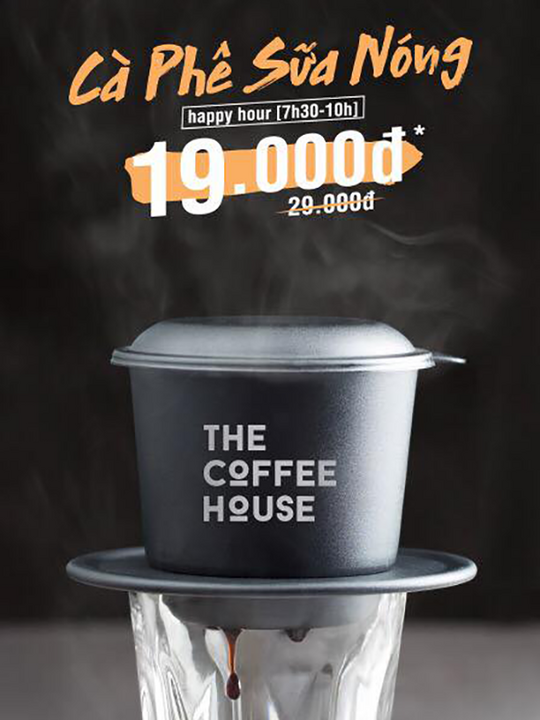 Cà Phê Sữa Nóng
happy hour [7h30-10h]
19.000đ*
29.000đ
THE
COFFEE
HOUSE